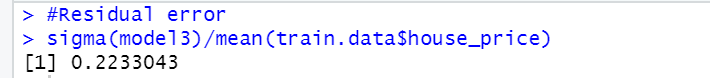 > #Residual error
> sigma(model3)/mean(train.data$house_price)
[1] 0.2233043